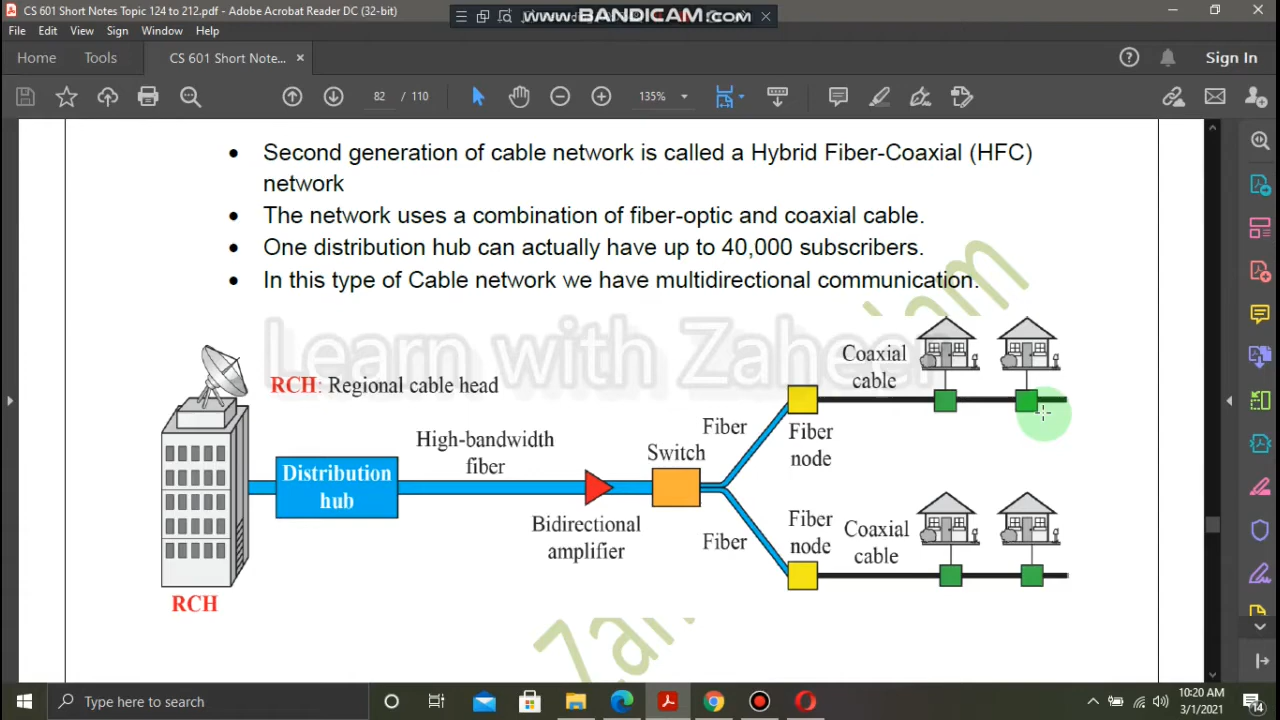 CS 601 Short Notes Topic 124 to 212.pdf - Adobe Acrobat Reader DC (32-bit)
www.BANDICAM.com
File Edit View Sign Window Help
Home Tools CS 601 Short Note... × Sign In
82 / 110 135%
• Second generation of cable network is called a Hybrid Fiber-Coaxial (HFC)
network
• The network uses a combination of fiber-optic and coaxial cable.
• One distribution hub can actually have up to 40,000 subscribers.
• In this type of Cable network we have multidirectional communication.
Learn with Zaheer
RCH: Regional cable head
Coaxial
cable
High-bandwidth
fiber
Fiber
Fiber
node
Switch
Distribution
hub
Bidirectional
amplifier
Fiber
Fiber
node
Coaxial
cable
RCH
Type here to search
10:20 AM
3/1/2021
14